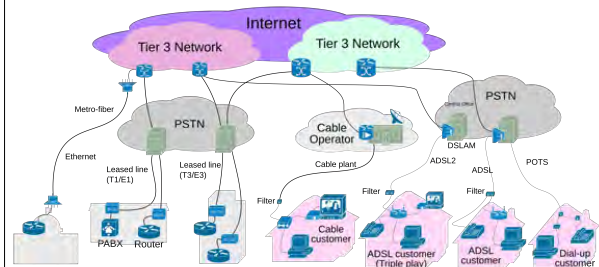 Internet
Tier 3 Network
Tier 3 Network
Metro-fiber
PSTN
Cable
Operator
Central Office
PSTN
DSLAM
Ethernet
Leased line
(T1/E1)
Leased line
(T3/E3)
Cable plant
ADSL2
ADSL
POTS
Filter
Filter
Filter
PABX
Router
Cable
customer
ADSL customer
(Triple play)
ADSL
customer
Dial-up
customer